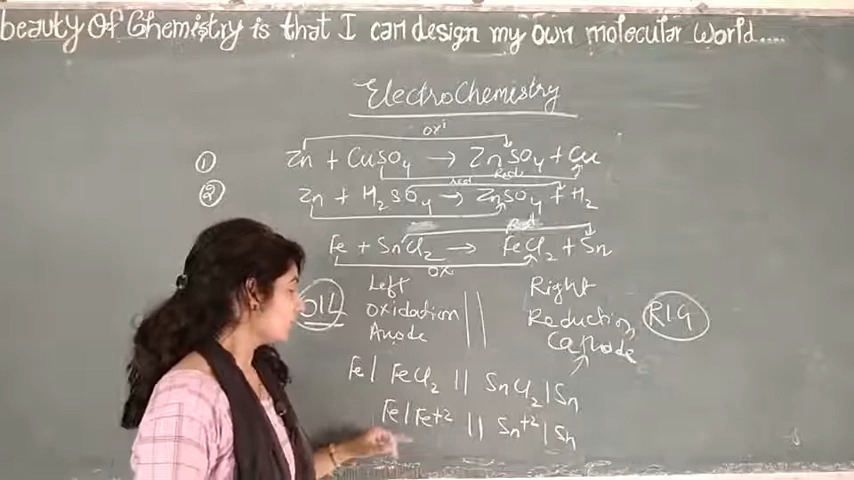 beauty Of Chemistry is that I can design my own molecular world....
ElectroChemistry
oxi
① Zn + CuSO4 → ZnSO4 + Cu
Red
Red
② Zn + H2SO4 → ZnSO4 + H2
Red
Fe + SnCl2 → FeCl2 + Sn
ox
Left Right
OIL oxidation || Reduction, RIG
Anode Cathode
Fe | FeCl2 || SnCl2 | Sn
Fe | Fe+2 || Sn+2 | Sn